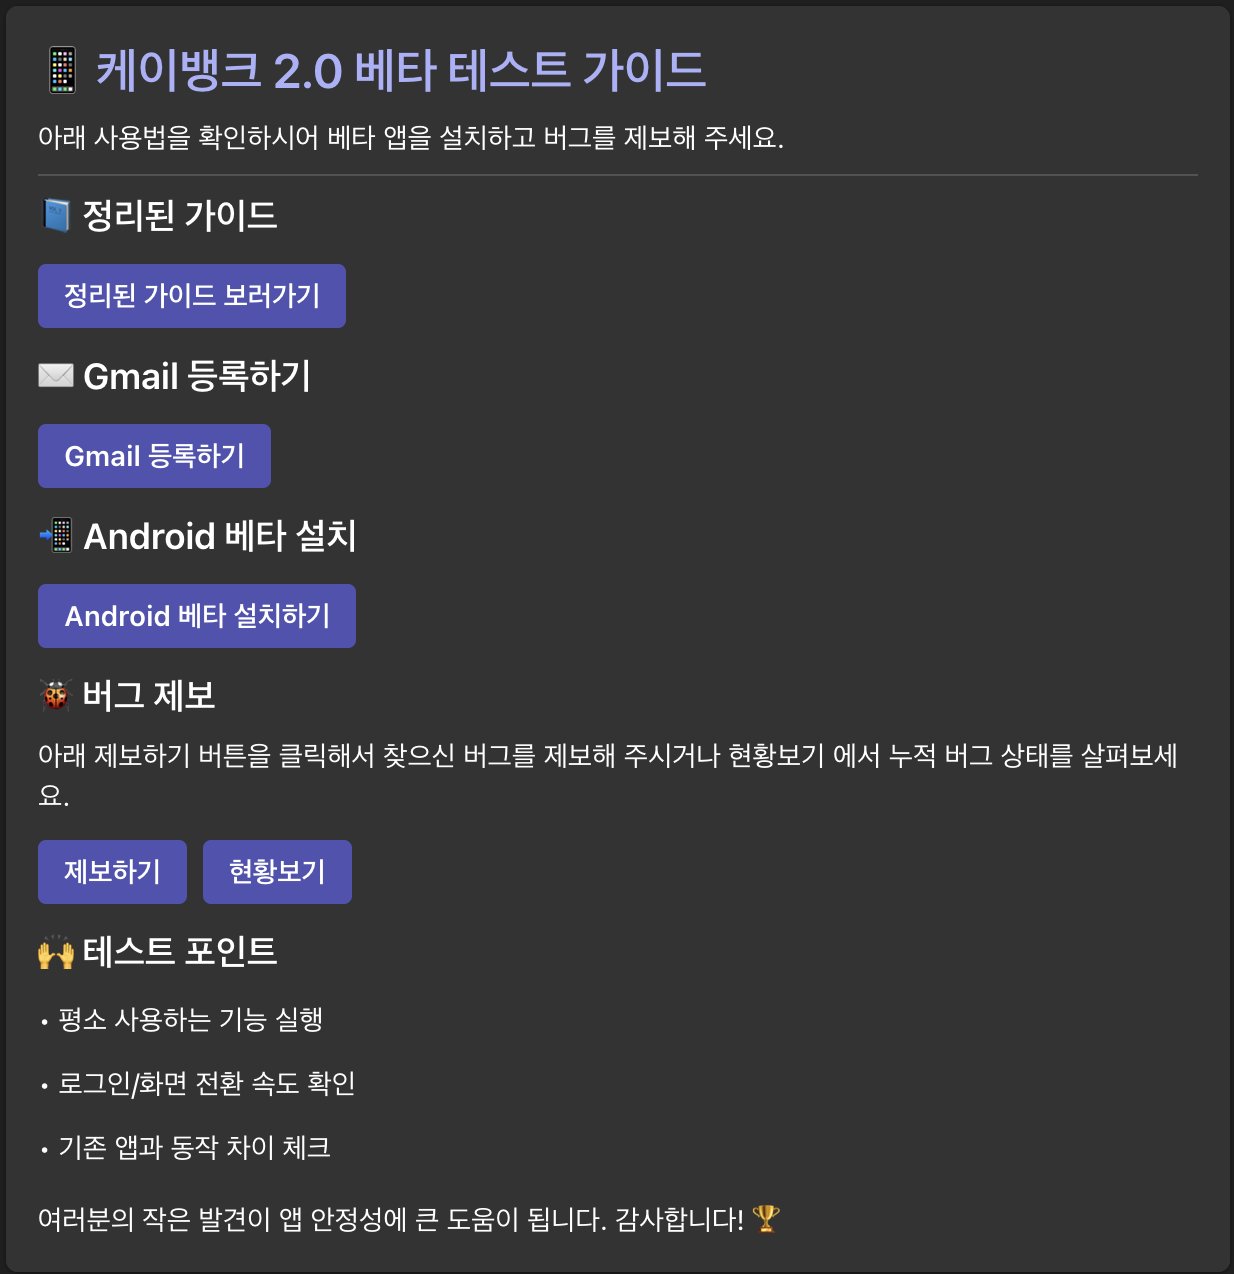 📱 케이뱅크 2.0 베타 테스트 가이드
아래 사용법을 확인하시어 베타 앱을 설치하고 버그를 제보해 주세요.
📘 정리된 가이드
정리된 가이드 보러가기
✉️ Gmail 등록하기
Gmail 등록하기
📲 Android 베타 설치
Android 베타 설치하기
🐞 버그 제보
아래 제보하기 버튼을 클릭해서 찾으신 버그를 제보해 주시거나 현황보기 에서 누적 버그 상태를 살펴보세
요.
제보하기 현황보기
🙌 테스트 포인트
• 평소 사용하는 기능 실행
• 로그인/화면 전환 속도 확인
• 기존 앱과 동작 차이 체크
여러분의 작은 발견이 앱 안정성에 큰 도움이 됩니다. 감사합니다! 🏆